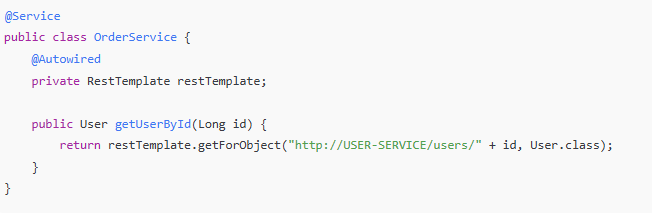 @Service
public class OrderService {
    @Autowired
    private RestTemplate restTemplate;

    public User getUserById(Long id) {
        return restTemplate.getForObject("http://USER-SERVICE/users/" + id, User.class);
    }
}